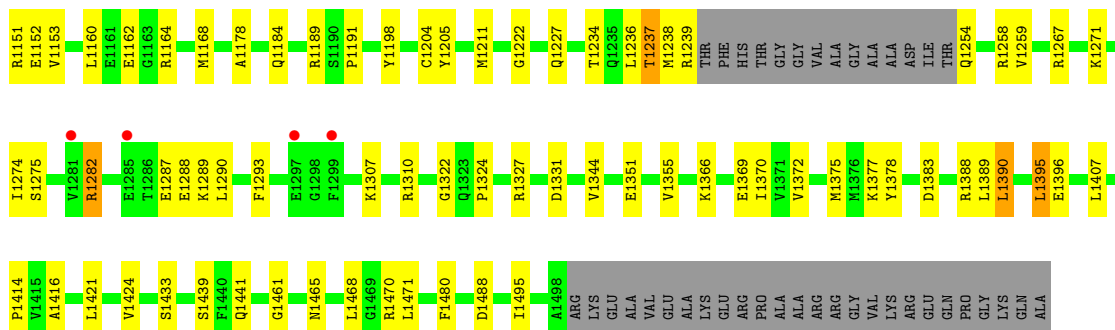 R1151 E1152 V1153 L1160 E1161 E1162 G1163 R1164 M1168 A1178 Q1184 R1189 S1190 P1191 Y1198 C1204 Y1205 M1211 G1222 Q1227 T1234 Q1235 L1236 T1237 M1238 R1239 THR PHE HIS THR GLY GLY VAL ALA GLY ALA ALA ASP ILE THR Q1254 R1258 V1259 R1267 K1271
I1274 S1275 V1281 R1282 E1285 T1286 E1287 E1288 K1289 L1290 F1293 E1297 G1298 F1299 K1307 R1310 G1322 Q1323 P1324 R1327 D1331 V1344 E1351 V1355 K1366 E1369 I1370 V1371 V1372 M1375 M1376 K1377 Y1378 D1383 R1388 L1389 L1390 L1395 E1396 L1407
P1414 V1415 A1416 L1421 V1424 S1433 S1439 F1440 Q1441 G1461 N1465 L1468 G1469 R1470 L1471 F1480 D1488 I1495 A1498 ARG LYS GLU ALA VAL GLU ALA LYS GLU ARG PRO ALA ALA ARG ARG GLY VAL LYS ARG GLU GLN PRO GLY LYS GLN ALA